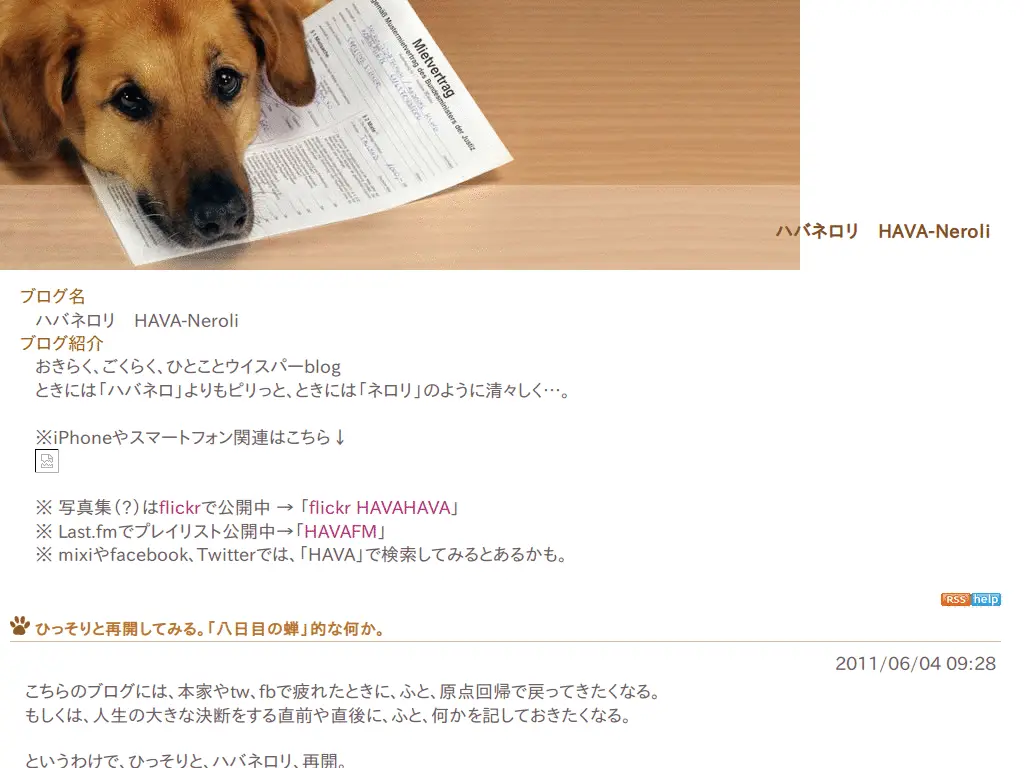 Mietvertrag
gemäß Mustermietvertrag des Bundesministers der Justiz
ハバネロリ　HAVA-Neroli
ブログ名
ハバネロリ　HAVA-Neroli
ブログ紹介
おきらく、ごくらく、ひとことウイスパーblog
ときには「ハバネロ」よりもピリっと、ときには「ネロリ」のように清々しく…。
※iPhoneやスマートフォン関連はこちら↓
※ 写真集（？）はflickrで公開中 → 「flickr HAVAHAVA」
※ Last.fmでプレイリスト公開中→「HAVAFM」
※ mixiやfacebook、Twitterでは、「HAVA」で検索してみるとあるかも。
RSS help
ひっそりと再開してみる。「八日目の蝉」的な何か。
2011/06/04 09:28
こちらのブログには、本家やtw、fbで疲れたときに、ふと、原点回帰で戻ってきたくなる。
もしくは、人生の大きな決断をする直前や直後に、ふと、何かを記しておきたくなる。
というわけで、ひっそりと、ハバネロリ、再開。